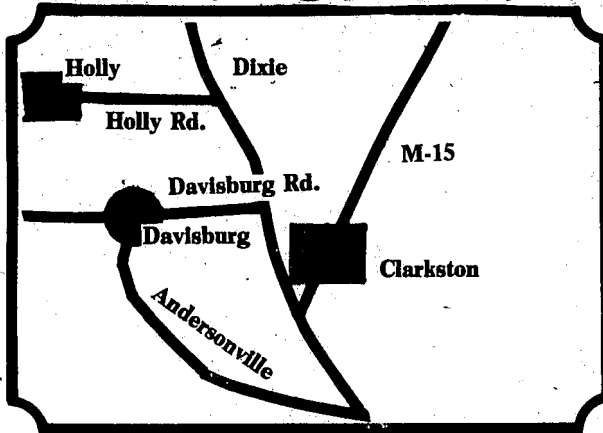 Holly
Dixie
Holly Rd.
M-15
Davisburg Rd.
Davisburg
Clarkston
Andersonville